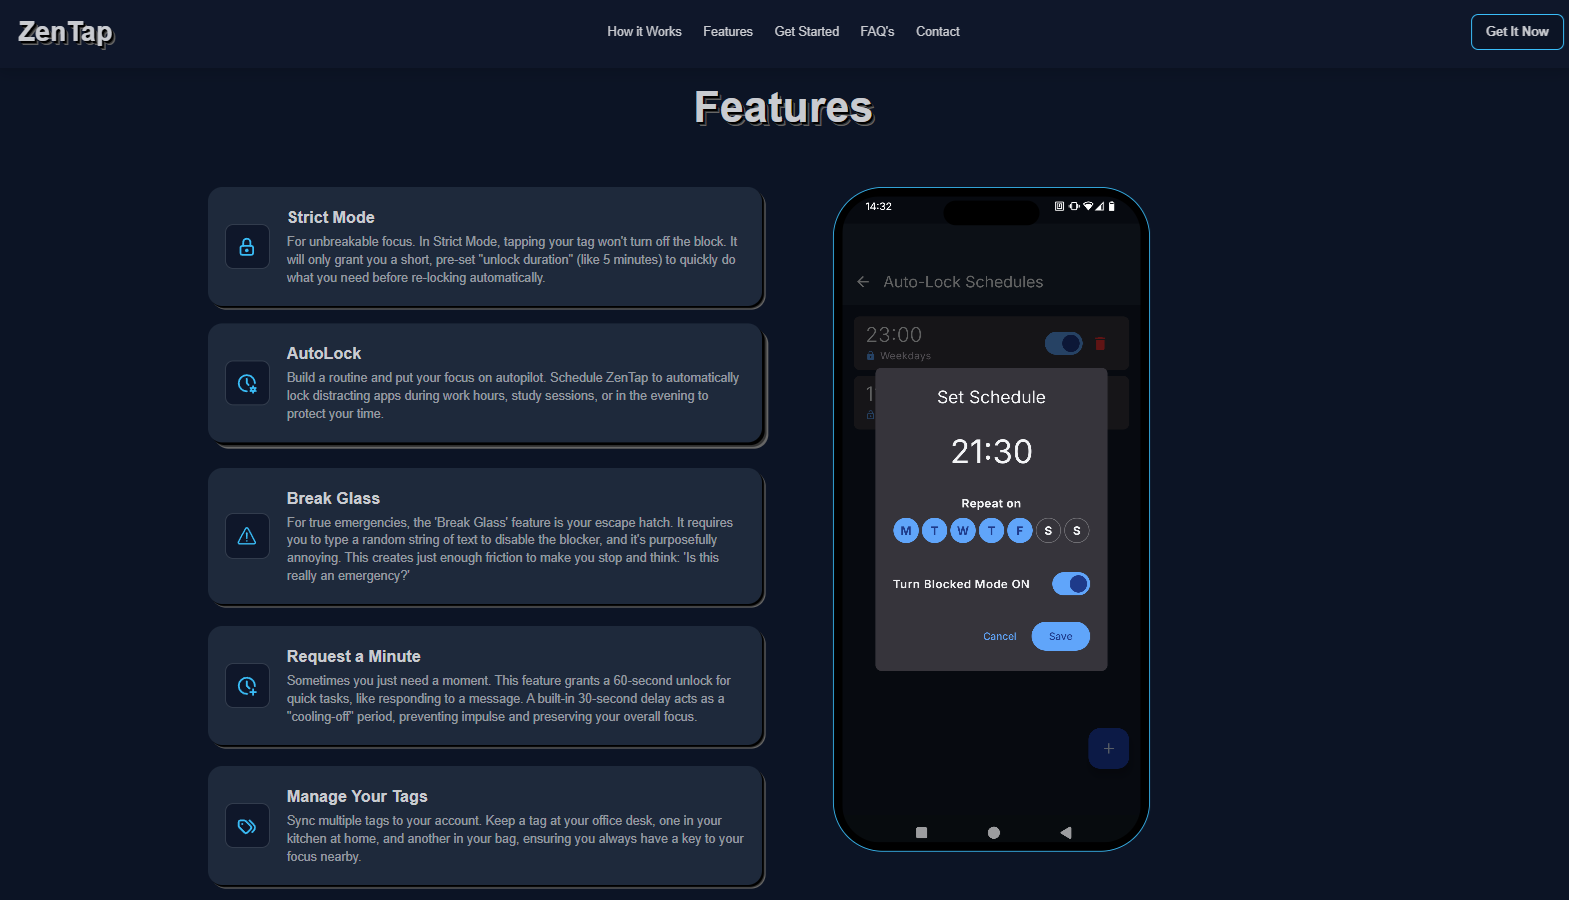 ZenTap
How it Works
Features
Get Started
FAQ's
Contact
Get It Now
Features
Strict Mode
For unbreakable focus. In Strict Mode, tapping your tag won't turn off the block. It
will only grant you a short, pre-set "unlock duration" (like 5 minutes) to quickly do
what you need before re-locking automatically.
AutoLock
Build a routine and put your focus on autopilot. Schedule ZenTap to automatically
lock distracting apps during work hours, study sessions, or in the evening to
protect your time.
Break Glass
For true emergencies, the 'Break Glass' feature is your escape hatch. It requires
you to type a random string of text to disable the blocker, and it's purposefully
annoying. This creates just enough friction to make you stop and think: 'Is this
really an emergency?'
Request a Minute
Sometimes you just need a moment. This feature grants a 60-second unlock for
quick tasks, like responding to a message. A built-in 30-second delay acts as a
"cooling-off" period, preventing impulse and preserving your overall focus.
Manage Your Tags
Sync multiple tags to your account. Keep a tag at your office desk, one in your
kitchen at home, and another in your bag, ensuring you always have a key to your
focus nearby.
14:32
Auto-Lock Schedules
23:00
Weekdays
Set Schedule
21:30
Repeat on
M T W T F S S
Turn Blocked Mode ON
Cancel
Save